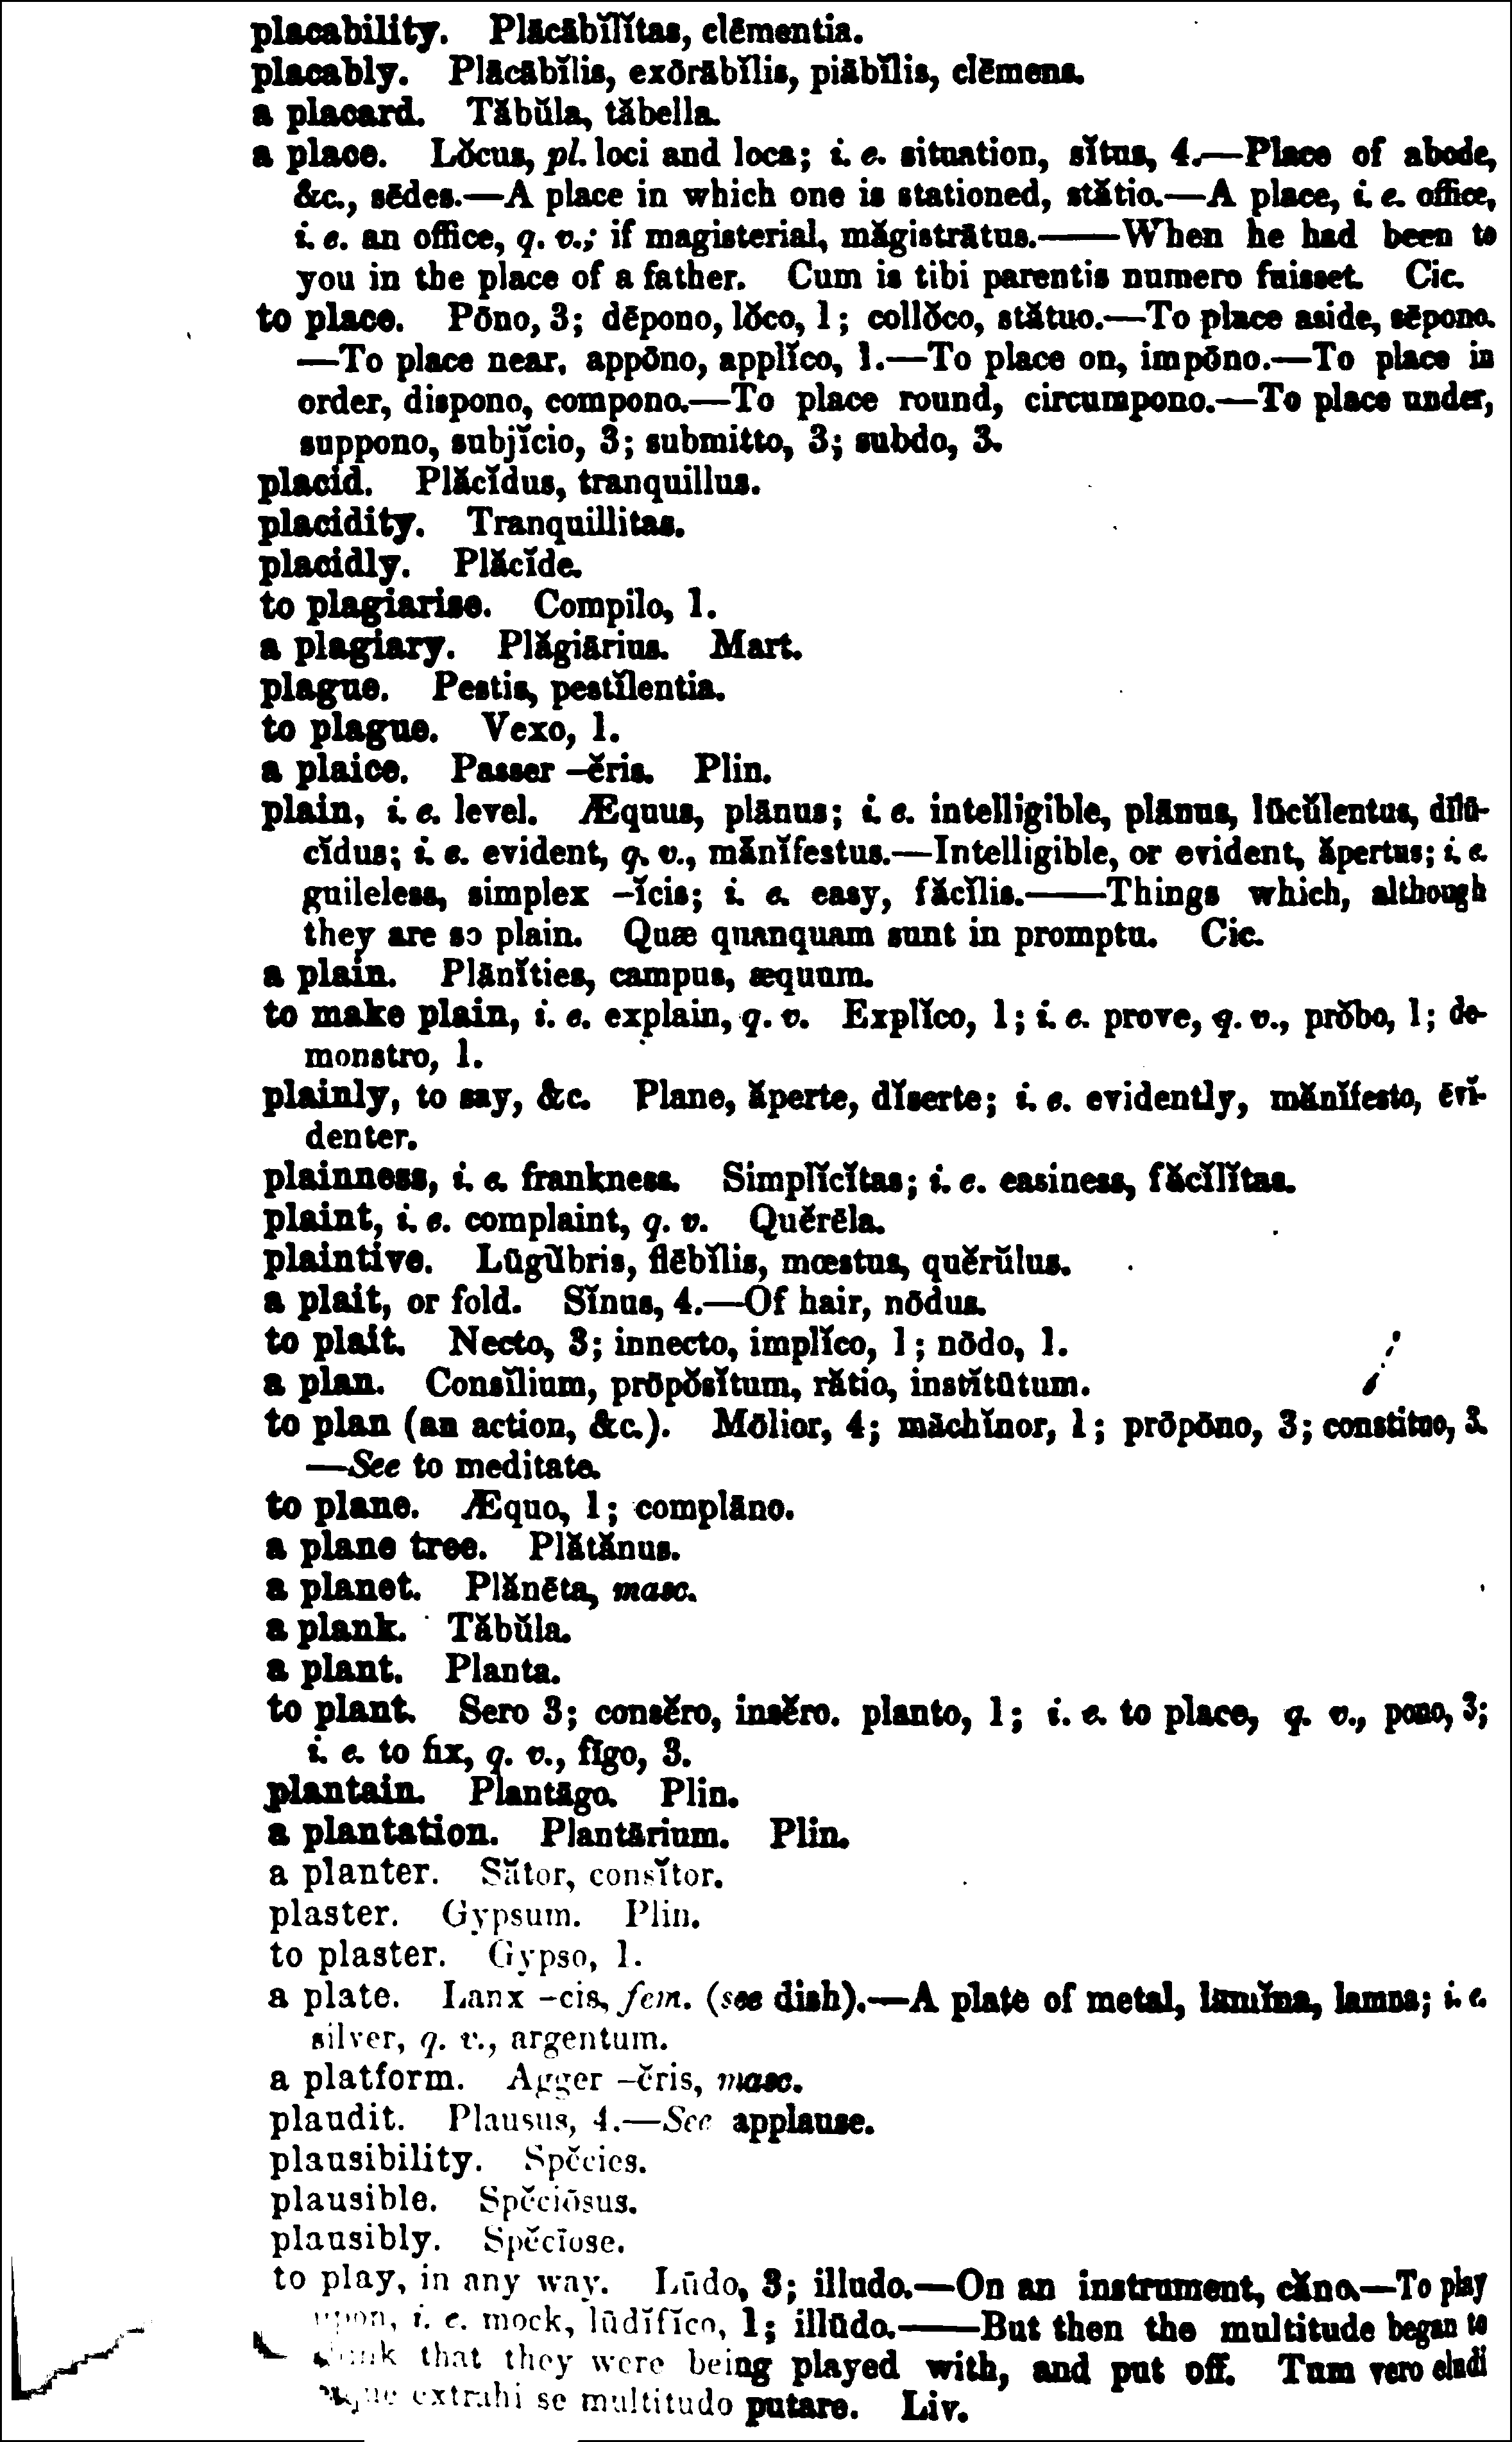 placability. Plācābĭlĭtas, clēmentia.
placably. Plācābĭlis, exōrābĭlis, piābĭlis, clēmens.
a placard. Tăbŭla, tăbella.
a place. Lŏcus, pl. loci and loca; i. e. situation, sĭtus, 4.—Place of abode,
&c., sēdes.—A place in which one is stationed, stătio.—A place, i. e. office,
i. e. an office, q. v.; if magisterial, măgistrātus.——When he had been to
you in the place of a father. Cum is tibi parentis numero fuisset. Cic.
to place. Pōno, 3; dēpono, lŏco, 1; collŏco, stătuo.—To place aside, sēpono.
—To place near, appōno, applĭco, 1.—To place on, impōno.—To place in
order, dispono, compono.—To place round, circumpono.—To place under,
suppono, subjĭcio, 3; submitto, 3; subdo, 3.
placid. Plăcĭdus, tranquillus.
placidity. Tranquillitas.
placidly. Plăcĭde.
to plagiarise. Compilo, 1.
a plagiary. Plăgiārius. Mart.
plague. Pestis, pestĭlentia.
to plague. Vexo, 1.
a plaice. Passer –ĕris. Plin.
plain, i. e. level. Æquus, plānus; i. e. intelligible, plānus, lūcŭlentus, dīlū-
cĭdus; i. e. evident, q. v., mănĭfestus.—Intelligible, or evident, ăpertus; i. e.
guileless, simplex –ĭcis; i. e. easy, făcĭlis.——Things which, although
they are so plain. Quæ quanquam sunt in promptu. Cic.
a plain. Plānĭties, campus, æquum.
to make plain, i. e. explain, q. v. Explĭco, 1; i. e. prove, q. v., prŏbo, 1; de-
monstro, 1.
plainly, to say, &c. Plane, ăperte, dĭserte; i. e. evidently, mănĭfesto, ēvĭ-
denter.
plainness, i. e. frankness. Simplĭcĭtas; i. e. easiness, făcĭlĭtas.
plaint, i. e. complaint, q. v. Quĕrēla.
plaintive. Lūgŭbris, flēbĭlis, mœstus, quĕrŭlus.
a plait, or fold. Sĭnus, 4.—Of hair, nōdus.
to plait. Necto, 3; innecto, implĭco, 1; nōdo, 1.
a plan. Consĭlium, prōpŏsĭtum, rătio, instĭtūtum.
to plan (an action, &c.). Mōlior, 4; māchĭnor, 1; prōpōno, 3; constituo, 3.
—See to meditate.
to plane. Æquo, 1; complāno.
a plane tree. Plătănus.
a planet. Plănēta, masc.
a plank. Tăbŭla.
a plant. Planta.
to plant. Sero 3; consĕro, insĕro. planto, 1; i. e. to place, q. v., pono, 3;
i. e. to fix, q. v., fīgo, 3.
plantain. Plantāgo. Plin.
a plantation. Plantārium. Plin.
a planter. Sător, consĭtor.
plaster. Gypsum. Plin.
to plaster. Gypso, 1.
a plate. Lanx –cis, fem. (see dish).—A plate of metal, lamĭna, lamna; i. e.
silver, q. v., argentum.
a platform. Agger –ĕris, masc.
plaudit. Plausus, 4.—See applause.
plausibility. Spĕcies.
plausible. Spĕciōsus.
plausibly. Spĕcīose.
to play, in any way. Lūdo, 3; illudo.—On an instrument, căno.—To play
upon, i. e. mock, lūdĭfĭco, 1; illūdo.——But then the multitude began to
think that they were being played with, and put off. Tum vero eludi
atque extrahi se multitudo putare. Liv.